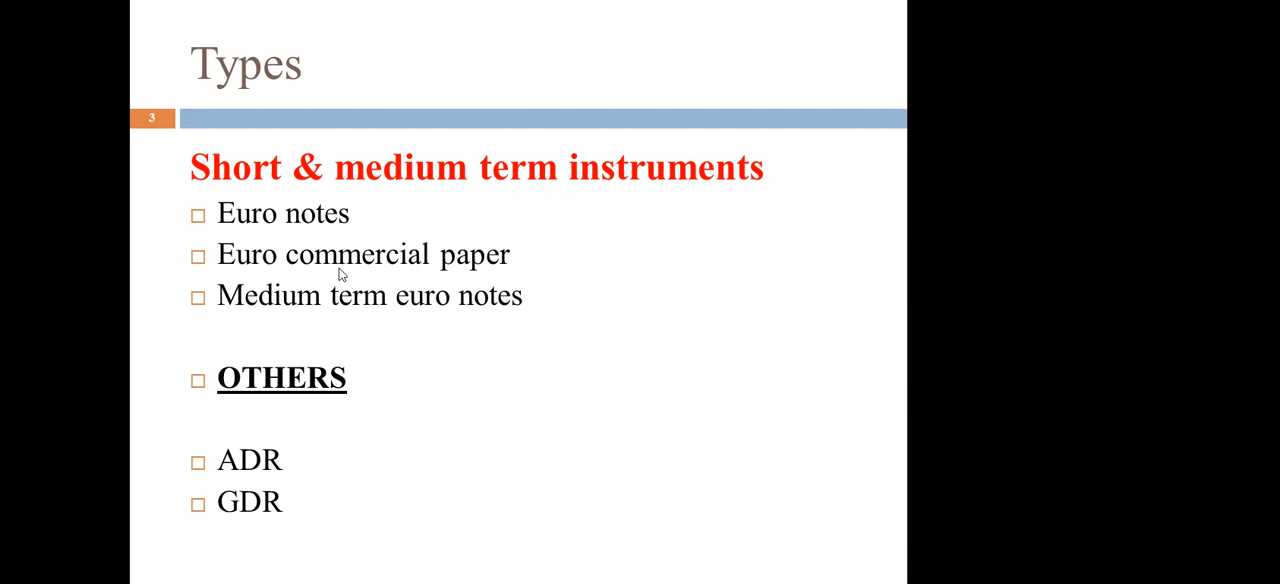 Types
3
Short & medium term instruments
Euro notes
Euro commercial paper
Medium term euro notes
OTHERS
ADR
GDR